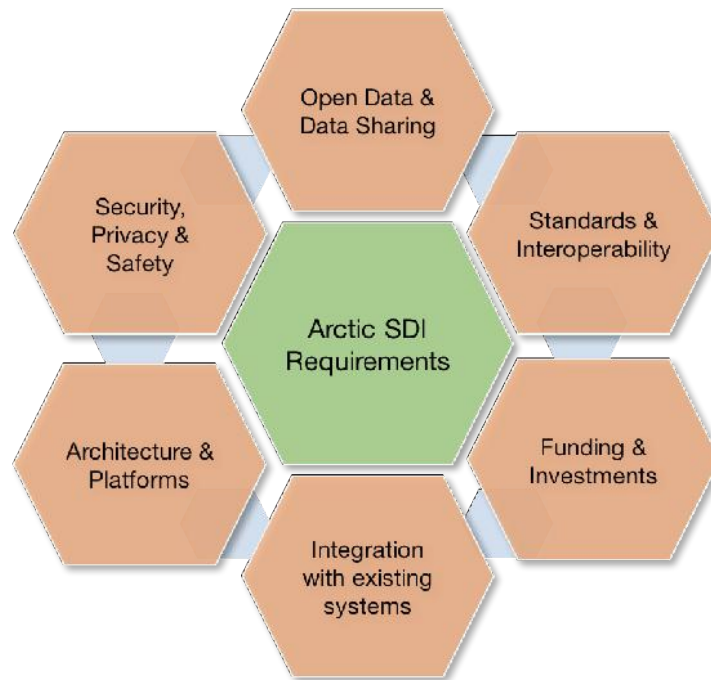 Open Data &
Data Sharing
Security,
Privacy &
Safety
Standards &
Interoperability
Arctic SDI
Requirements
Architecture &
Platforms
Funding &
Investments
Integration
with existing
systems